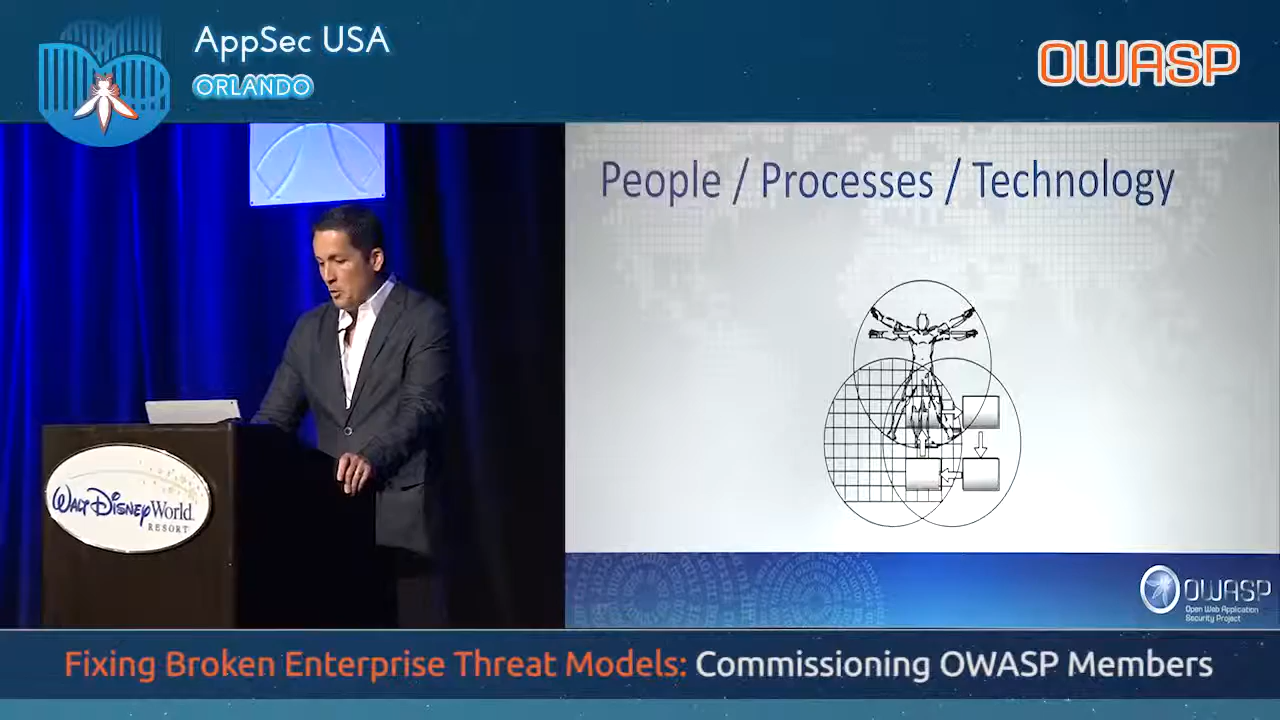 AppSec USA
ORLANDO
OWASP
People / Processes / Technology
WALT DISNEY World.
RESORT
OWASP
Open Web Application
Security Project
Fixing Broken Enterprise Threat Models: Commissioning OWASP Members